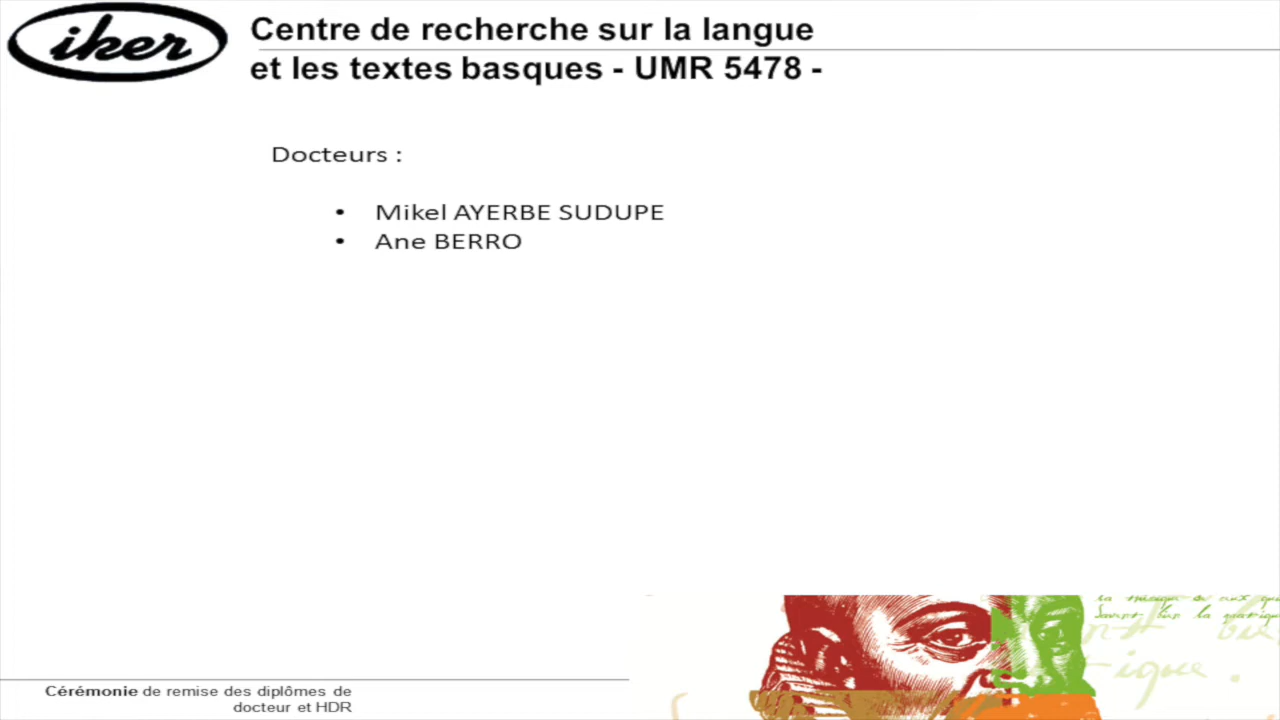 iker
Centre de recherche sur la langue
et les textes basques - UMR 5478 -
Docteurs :
• Mikel AYERBE SUDUPE
• Ane BERRO
Cérémonie de remise des diplômes de
docteur et HDR